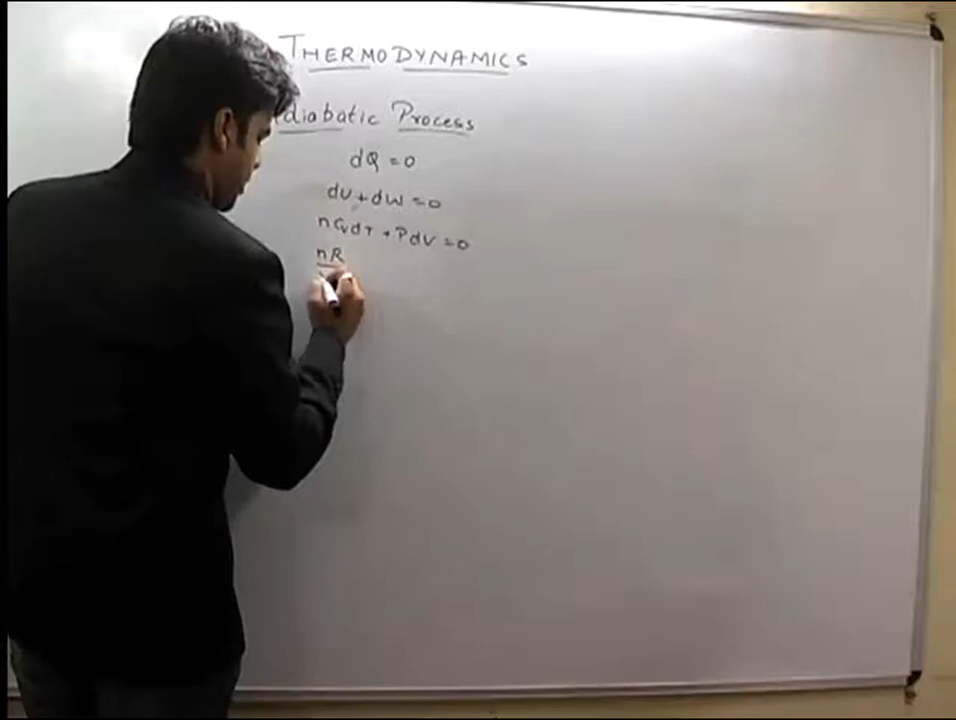 THERMODYNAMICS
diabatic Process
dQ = 0
dU + dW = 0
nCvdT + PdV = 0
nR